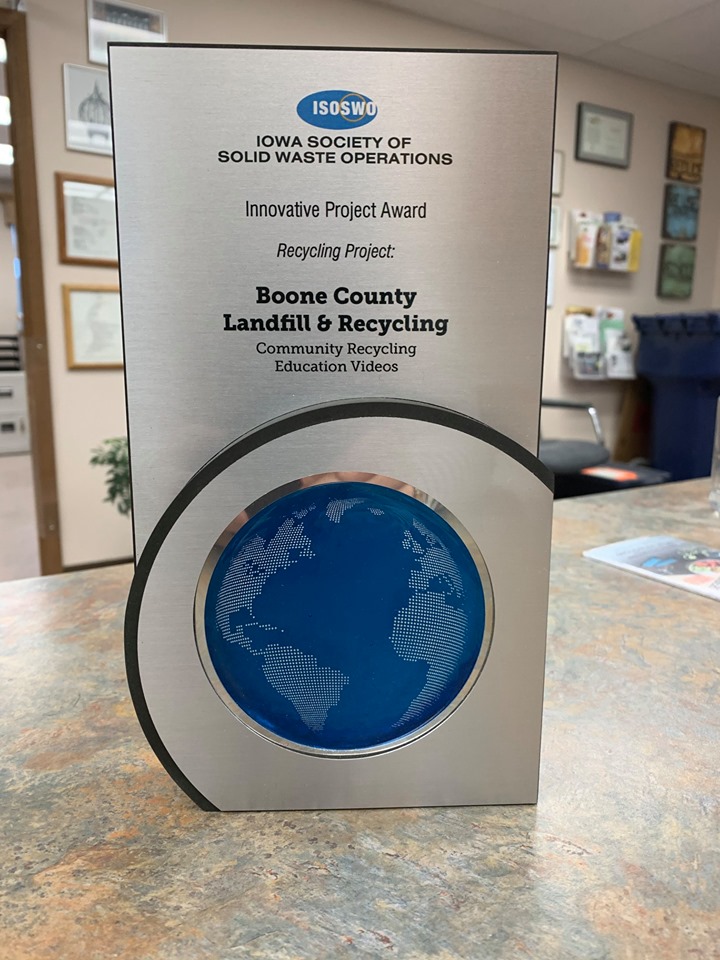 ISOSWO
IOWA SOCIETY OF
SOLID WASTE OPERATIONS
Innovative Project Award
Recycling Project:
Boone County
Landfill & Recycling
Community Recycling
Education Videos